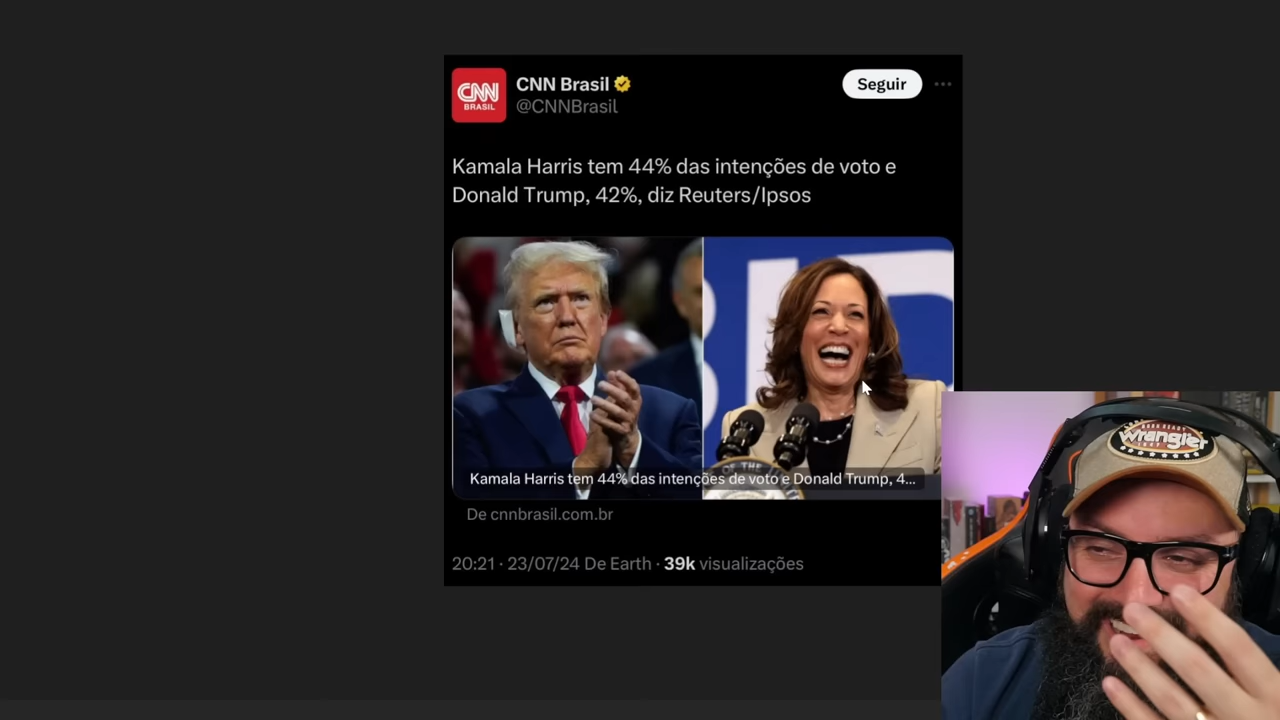 CNN
BRASIL
CNN Brasil
@CNNBrasil
Seguir
Kamala Harris tem 44% das intenções de voto e
Donald Trump, 42%, diz Reuters/Ipsos
Kamala Harris tem 44% das intenções de voto e Donald Trump, 4...
De cnnbrasil.com.br
20:21 · 23/07/24 De Earth · 39k visualizações
Wrangler